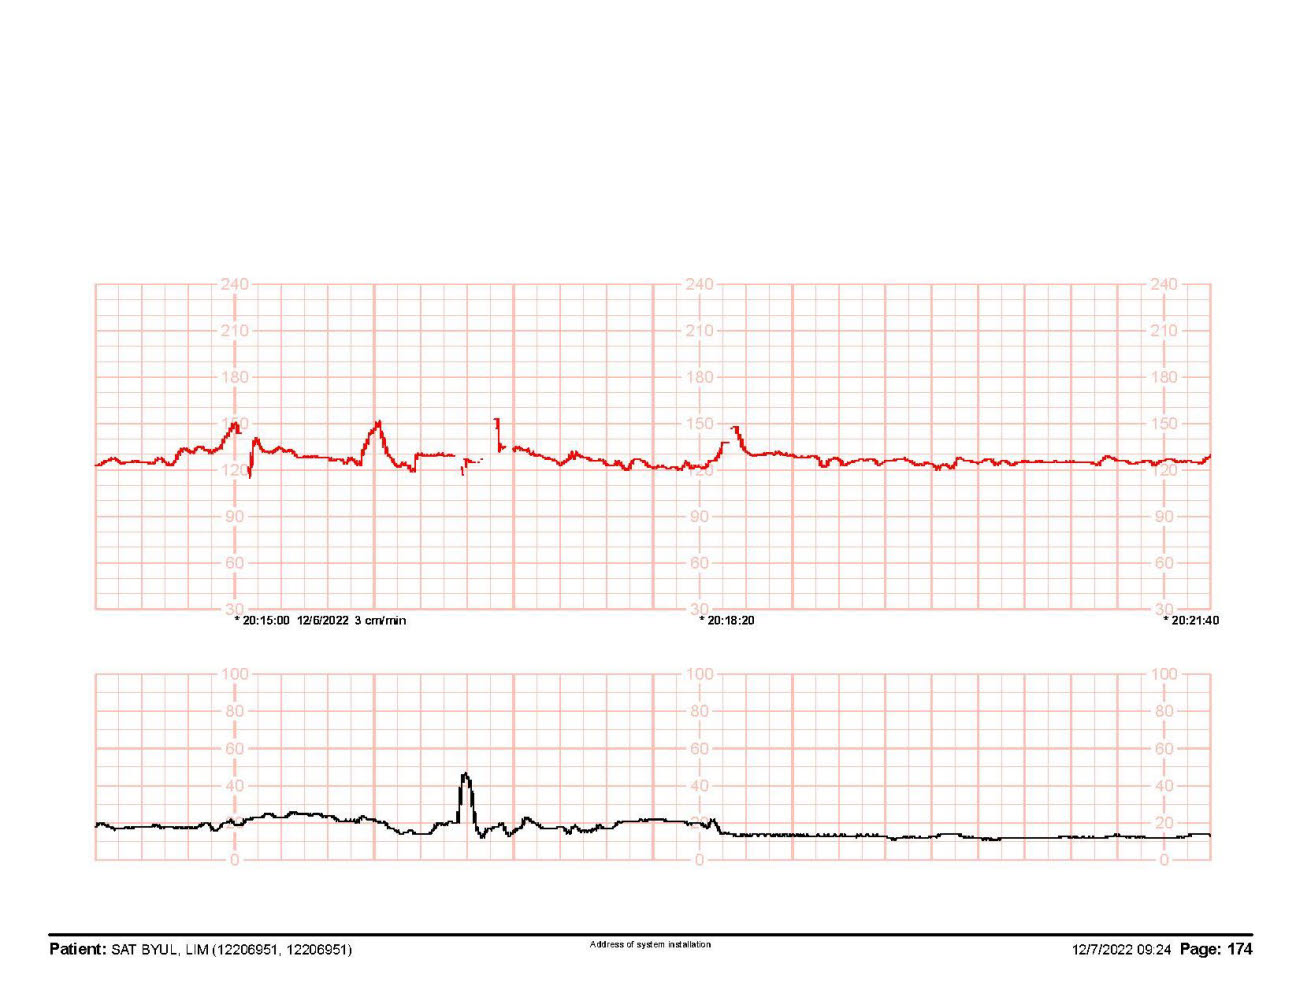 240 240 240
210 210 210
180 180 180
150 150 150
120 120 120
90 90 90
60 60 60
30 30 30
* 20:15:00 12/6/2022 3 cm/min * 20:18:20 * 20:21:40
100 100 100
80 80 80
60 60 60
40 40 40
20 20 20
0 0 0
Patient: SAT BYUL, LIM (12206951, 12206951) Address of system installation 12/7/2022 09:24 Page: 174